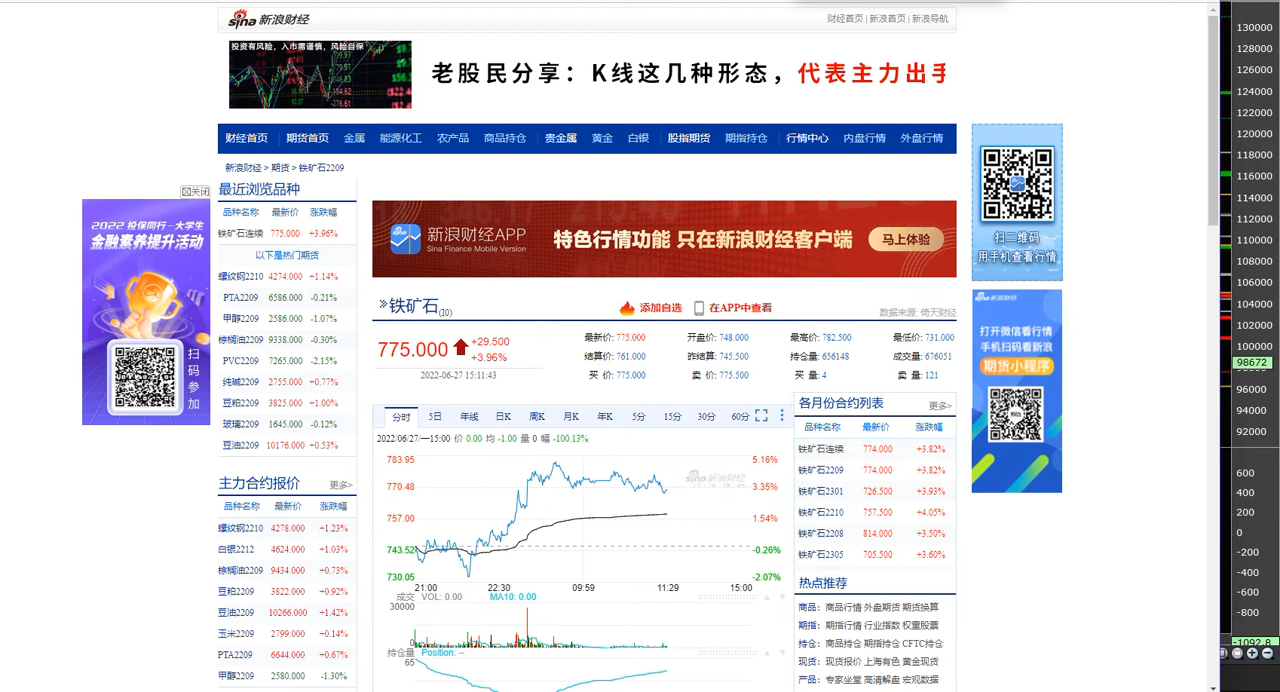 sina 新浪财经
财经首页 | 新浪首页 | 新浪导航
投资有风险，入市需谨慎，风险自保
老股民分享：K线这几种形态，代表主力出手
财经首页 期货首页 金属 能源化工 农产品 商品持仓 贵金属 黄金 白银 股指期货 期指持仓 行情中心 内盘行情 外盘行情
新浪财经 > 期货 > 铁矿石2209
关闭
2022 投保同行—大学生
金融素养提升活动
扫码参加
最近浏览品种
品种名称 最新价 涨跌幅
铁矿石连续 775.000 +3.96%
以下是热门期货
螺纹钢2210 4274.000 +1.14%
PTA2209 6586.000 -0.21%
甲醇2209 2586.000 -1.07%
棕榈油2209 9338.000 -0.30%
PVC2209 7265.000 -2.15%
纯碱2209 2755.000 +0.77%
豆粕2209 3825.000 +1.00%
玻璃2209 1645.000 -0.12%
豆油2209 10176.000 +0.53%
主力合约报价 更多>
品种名称 最新价 涨跌幅
螺纹钢2210 4278.000 +1.23%
白银2212 4624.000 +1.03%
棕榈油2209 9434.000 +0.73%
豆粕2209 3822.000 +0.92%
豆油2209 10266.000 +1.42%
玉米2209 2799.000 +0.14%
PTA2209 6644.000 +0.67%
甲醇2209 2580.000 -1.30%
新浪财经APP
Sina Finance Mobile Version
特色行情功能 只在新浪财经客户端
马上体验
铁矿石(I0) 添加自选 在APP中查看 数据来源: 倚天财经
775.000 +29.500
+3.96%
2022-06-27 15:11:43
最新价: 775.000 开盘价: 748.000 最高价: 782.500 最低价: 731.000
结算价: 761.000 昨结算: 745.500 持仓量: 656148 成交量: 676051
买 价: 775.000 卖 价: 775.500 买 量: 4 卖 量: 121
分时 5日 年线 日K 周K 月K 年K 5分 15分 30分 60分
2022/06/27/一15:00 价 0.00 均 -1.00 量 0 幅 -100.13%
783.95 5.16%
sina 新浪财经
770.48 3.35%
757.00 1.54%
743.52 -0.26%
730.05 -2.07%
21:00 22:30 09:59 11:29 15:00
成交 VOL: 0.00 MA10: 0.00
30000
0
持仓量 Position: --
65
各月份合约列表 更多>
品种名称 最新价 涨跌幅
铁矿石连续 774.000 +3.82%
铁矿石2209 774.000 +3.82%
铁矿石2301 726.500 +3.93%
铁矿石2210 757.500 +4.05%
铁矿石2208 814.000 +3.50%
铁矿石2305 705.500 +3.60%
热点推荐
商品: 商品行情 外盘期货 期货换算
期指: 期指行情 行业指数 权重股票
持仓: 商品持仓 期指持仓 CFTC持仓
现货: 现货报价 上海有色 黄金现货
产品: 专家坐堂 高清解盘 宏观数据
扫二维码
用手机查看行情
sina 新浪财经
打开微信看行情
手机扫码看新浪
期货小程序
130000
128000
126000
124000
122000
120000
118000
116000
114000
112000
110000
108000
106000
104000
102000
100000
98672
96000
94000
92000
600
400
200
0
-200
-400
-600
-800
-1092.8